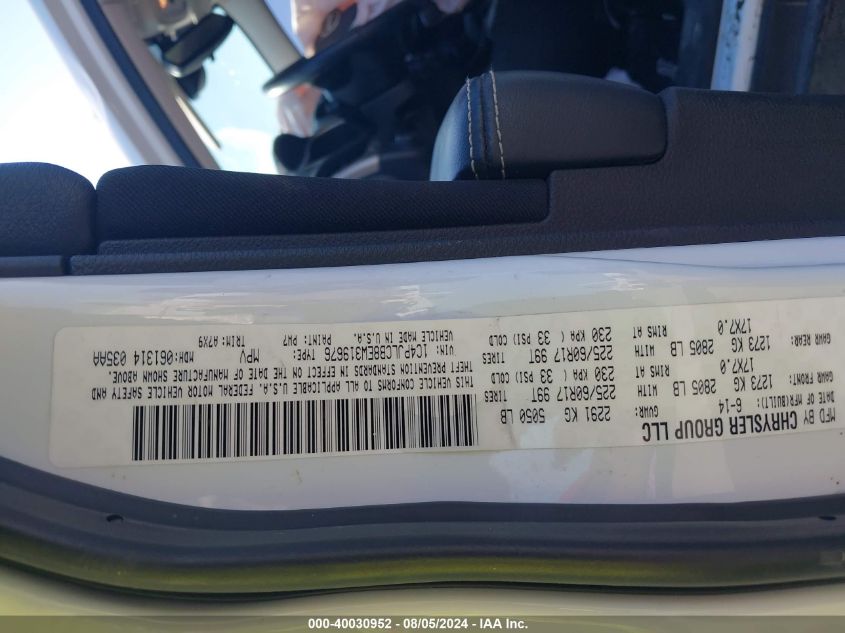 MFD BY CHRYSLER GROUP LLC
DATE OF MFR(BUILT): 6-14 GVWR: 2291 KG 5050 LB
GAWR FRONT: WITH TIRES
1273 KG 2805 LB 225/60R17 99T
RIMS AT COLD
17X7.0 230 KPA ( 33 PSI)
GAWR REAR: WITH TIRES
1273 KG 2805 LB 225/60R17 99T
RIMS AT COLD
17X7.0 230 KPA ( 33 PSI)
THIS VEHICLE CONFORMS TO ALL APPLICABLE U.S.A. FEDERAL MOTOR VEHICLE SAFETY AND
THEFT PREVENTION STANDARDS IN EFFECT ON THE DATE OF MANUFACTURE SHOWN ABOVE.
VIN: 1C4PJLCB8EW319676 TYPE: MPV MDH:061314 035AA
VEHICLE MADE IN U.S.A. PAINT: PW7 TRIM:A7X9
000-40030952 - 08/05/2024 - IAA Inc.